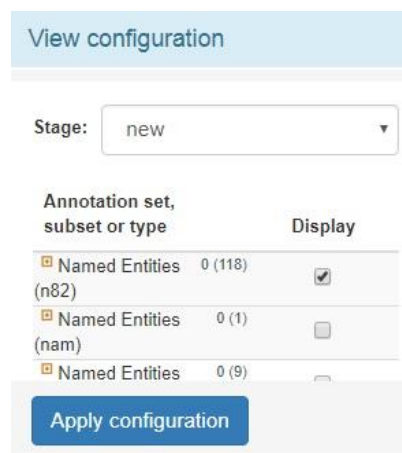 View configuration
Stage: new
Annotation set,
subset or type Display
Named Entities 0 (118)
(n82)
Named Entities 0 (1)
(nam)
Named Entities 0 (9)
Apply configuration